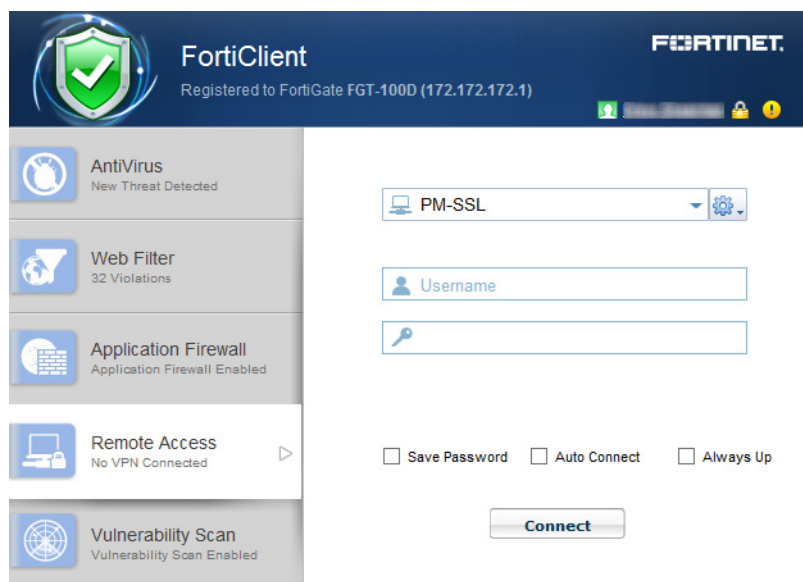 FortiClient
FORTINET.
Registered to FortiGate FGT-100D (172.172.172.1)
AntiVirus
New Threat Detected
Web Filter
32 Violations
Application Firewall
Application Firewall Enabled
Remote Access
No VPN Connected
Vulnerability Scan
Vulnerability Scan Enabled
PM-SSL
Username
Save Password
Auto Connect
Always Up
Connect